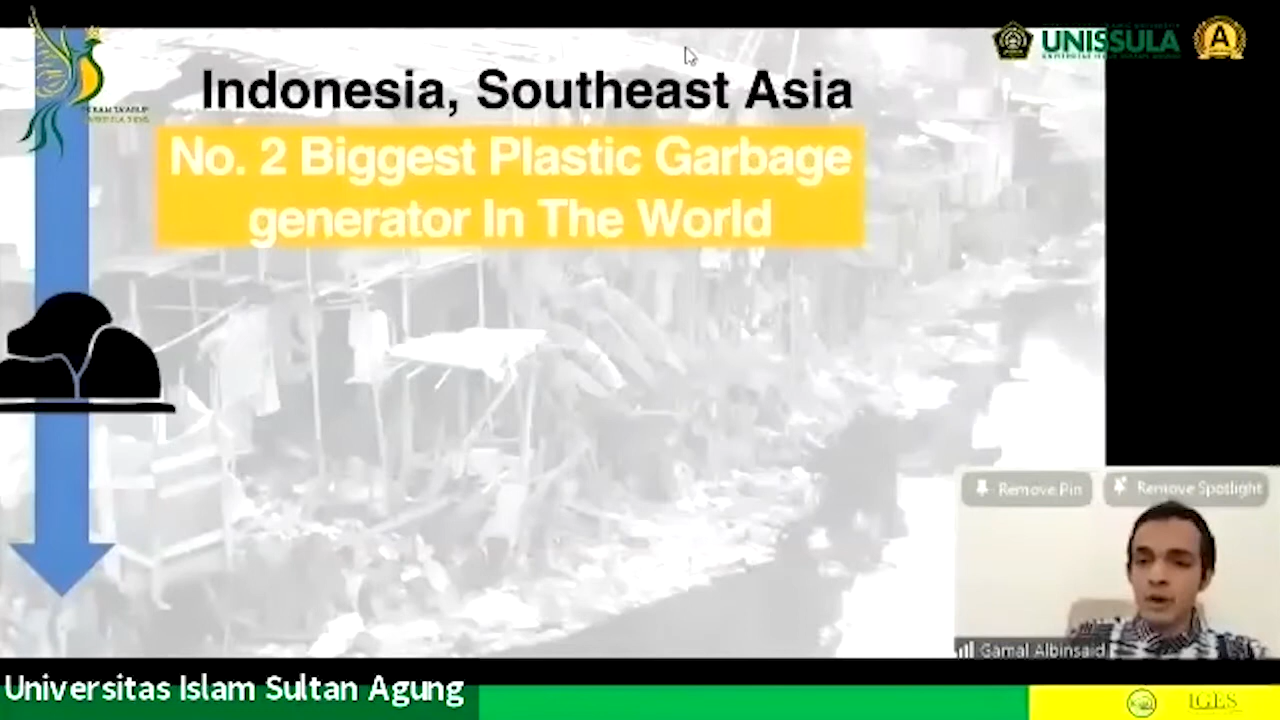 UNISSULA
A
Indonesia, Southeast Asia
No. 2 Biggest Plastic Garbage
generator In The World
Remove Pin
Remove Spotlight
Gamal Albinsaid
Universitas Islam Sultan Agung
IGES